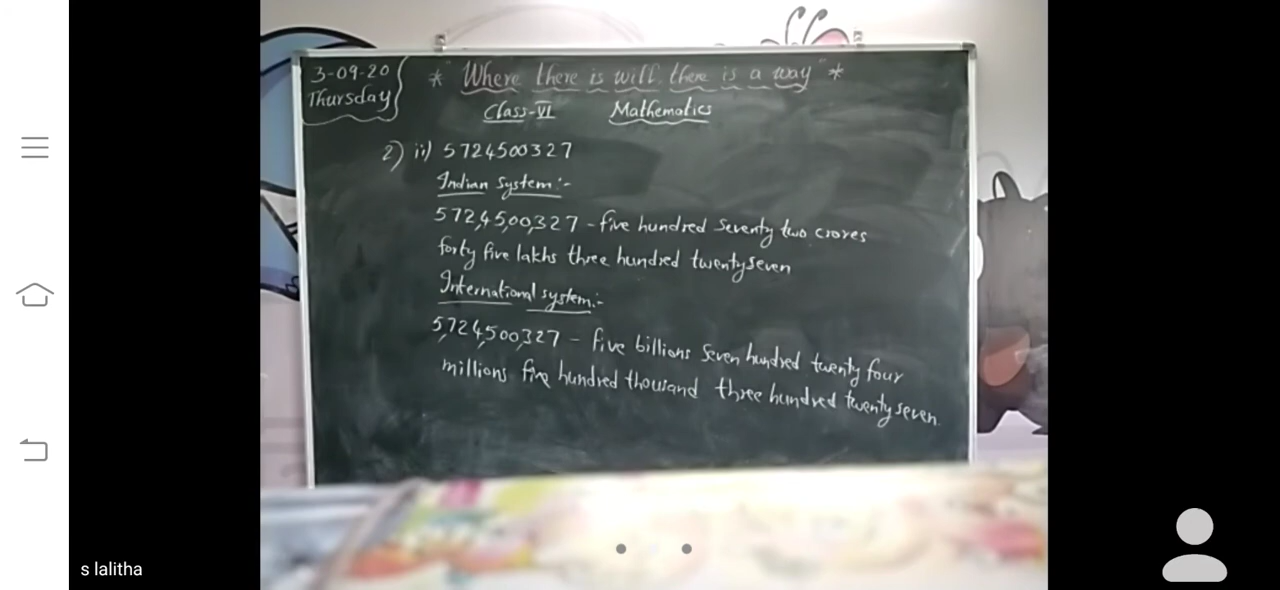 3-09-20
Thursday
* "Where there is will there is a way" *
Class-VI Mathematics
2) ii) 5724500327
Indian System:-
572,45,00,327 - five hundred Seventy two crores
forty five lakhs three hundred twentyseven
International system:-
5,724,500,327 - five billions Seven hundred twenty four
millions five hundred thousand three hundred twenty seven.
s lalitha